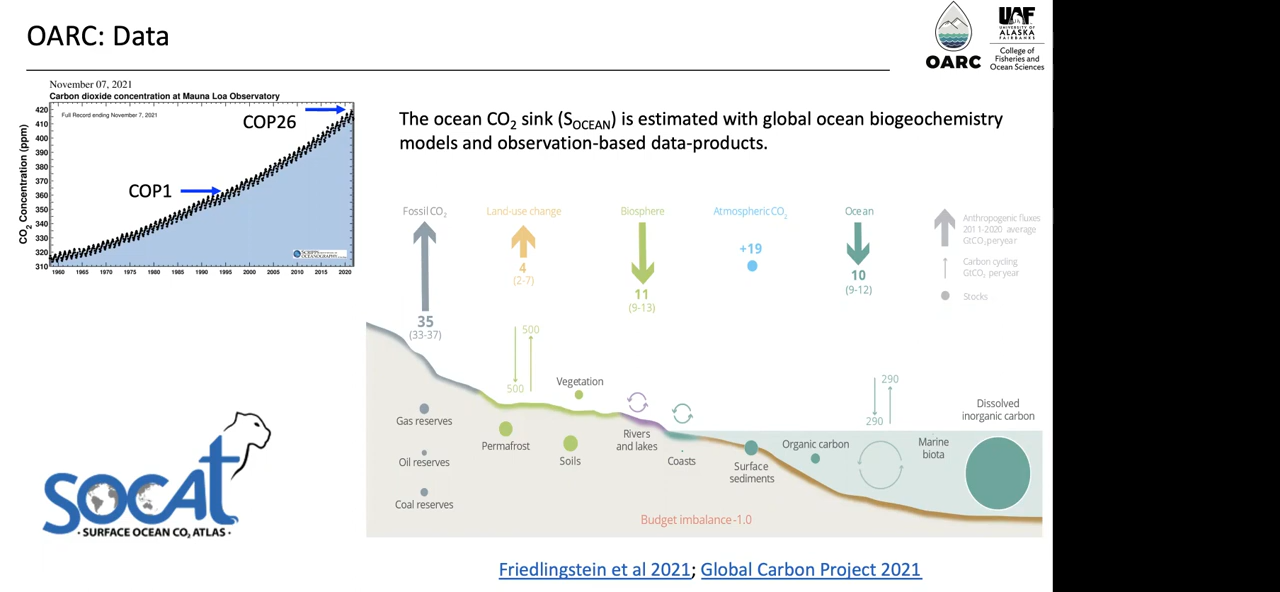 OARC: Data
OARC
UAF
UNIVERSITY OF
ALASKA
FAIRBANKS
College of
Fisheries and
Ocean Sciences
November 07, 2021
Carbon dioxide concentration at Mauna Loa Observatory
Full Record ending November 7, 2021
CO2 Concentration (ppm)
420
410
400
390
380
370
360
350
340
330
320
310
COP26
COP1
SCRIPPS
OCEANOGRAPHY
1960 1965 1970 1975 1980 1985 1990 1995 2000 2005 2010 2015 2020
The ocean CO₂ sink (SOCEAN) is estimated with global ocean biogeochemistry
models and observation-based data-products.
Fossil CO₂
Land-use change
Biosphere
Atmospheric CO₂
Ocean
35
(33-37)
4
(2-7)
11
(9-13)
+19
10
(9-12)
Anthropogenic fluxes
2011-2020 average
GtCO₂ per year
Carbon cycling
GtCO₂ per year
Stocks
500
500
290
290
Vegetation
Dissolved
inorganic carbon
Gas reserves
Permafrost
Soils
Rivers
and lakes
Coasts
Surface
sediments
Organic carbon
Marine
biota
Oil reserves
Coal reserves
Budget imbalance -1.0
SOCAT
· SURFACE OCEAN CO₂ ATLAS ·
Friedlingstein et al 2021; Global Carbon Project 2021